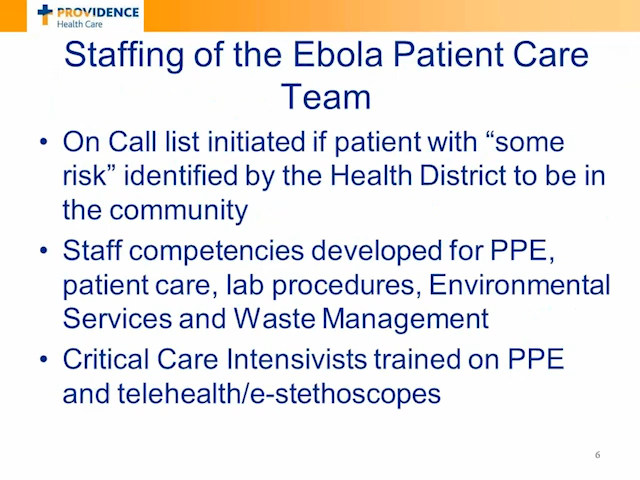 PROVIDENCE
Health Care
Staffing of the Ebola Patient Care
Team
• On Call list initiated if patient with “some
risk” identified by the Health District to be in
the community
• Staff competencies developed for PPE,
patient care, lab procedures, Environmental
Services and Waste Management
• Critical Care Intensivists trained on PPE
and telehealth/e-stethoscopes
6